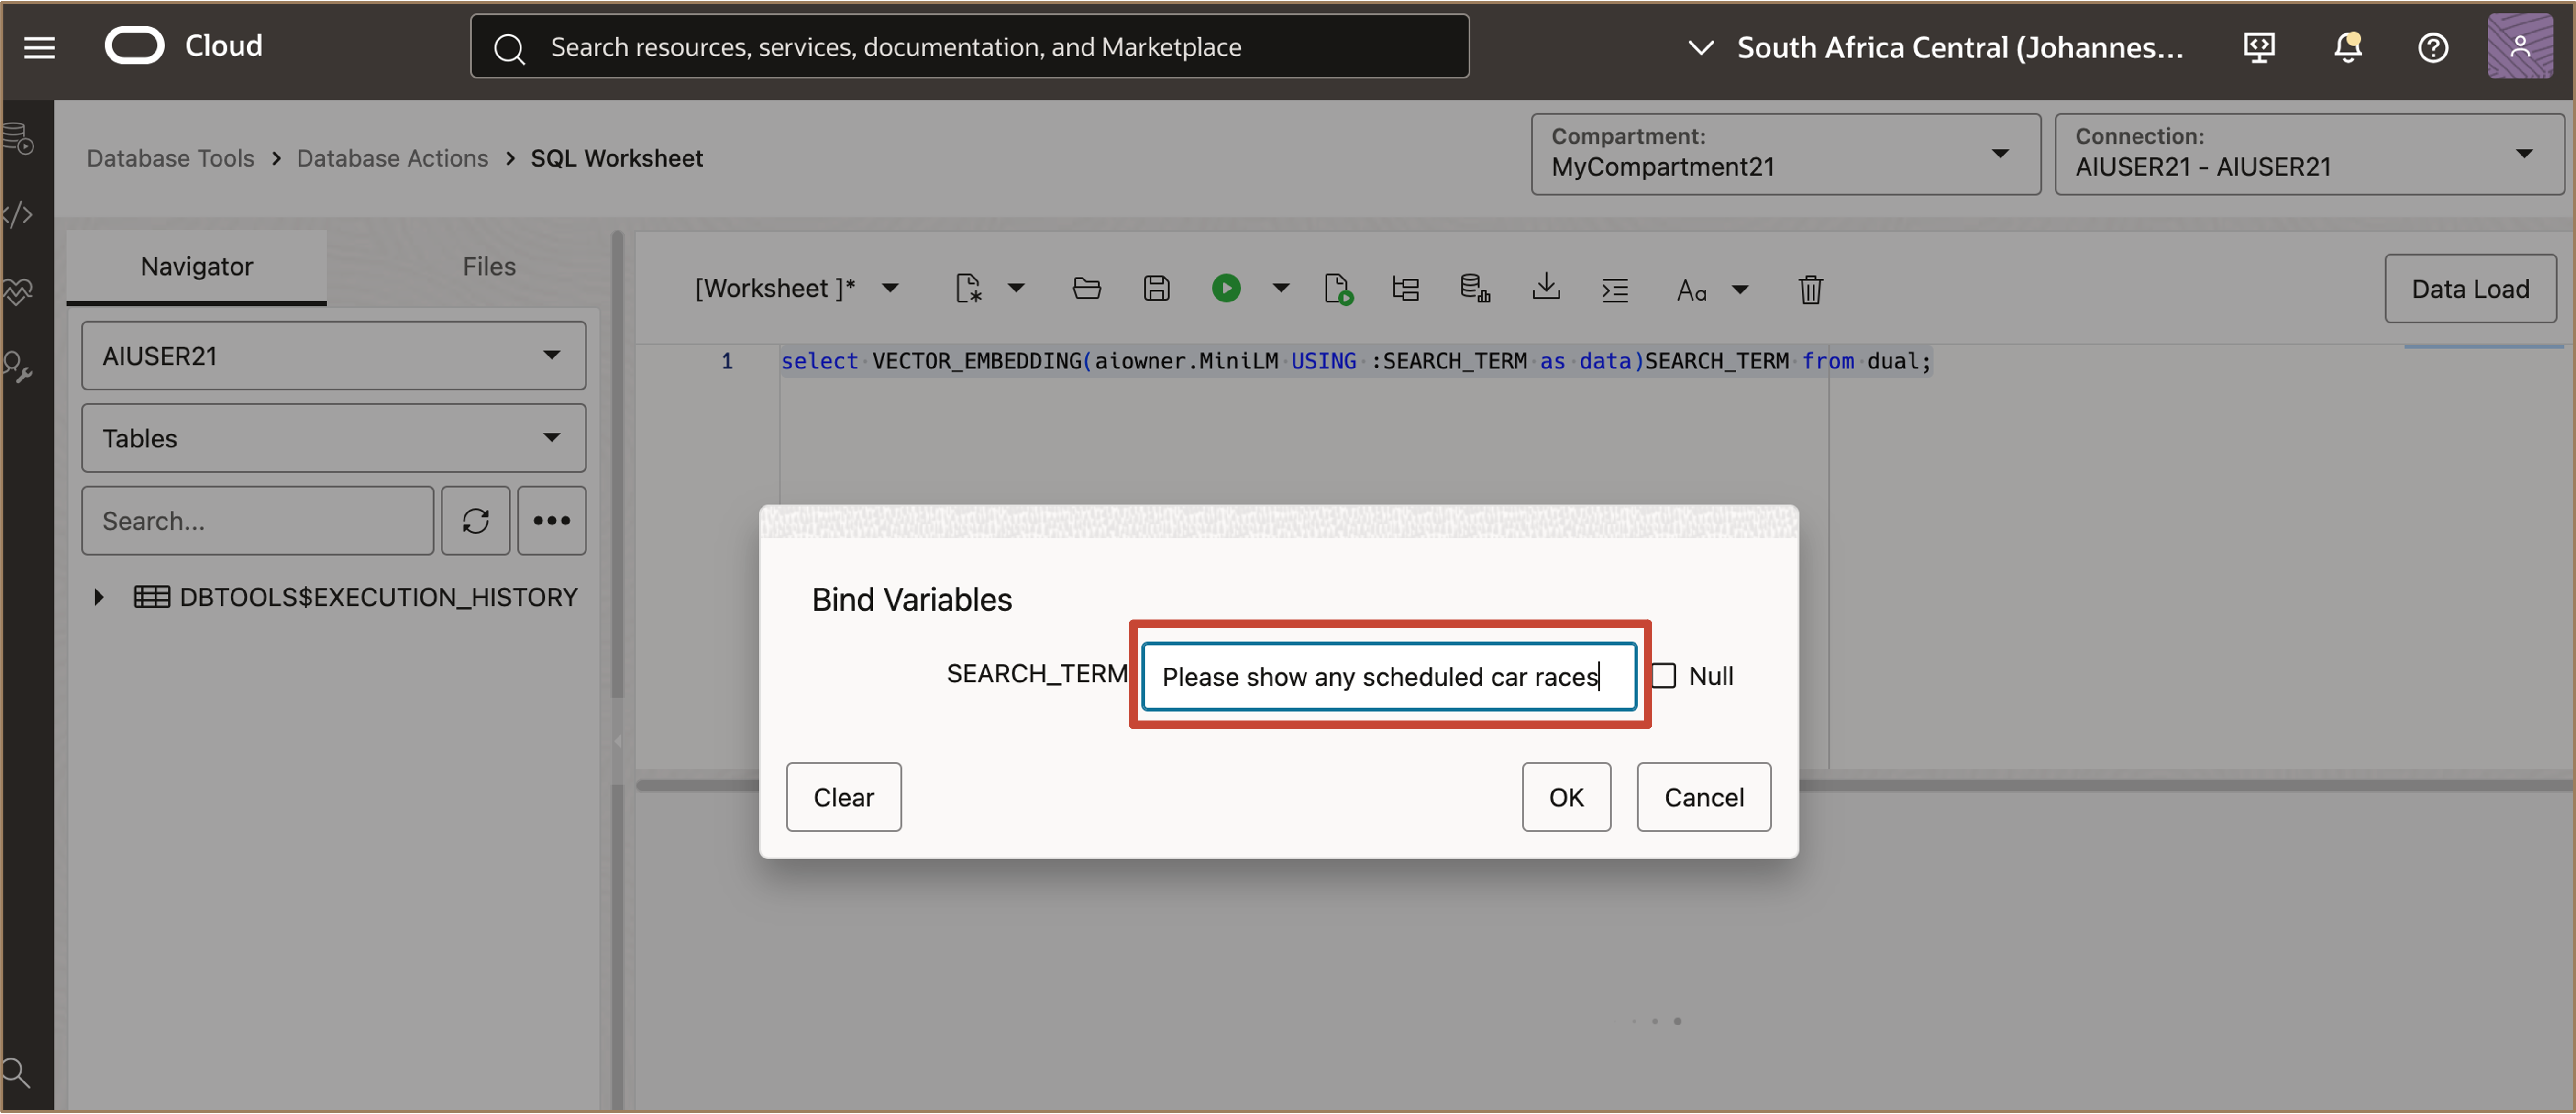 Cloud
Search resources, services, documentation, and Marketplace
South Africa Central (Johannes...
Database Tools > Database Actions > SQL Worksheet
Compartment:
MyCompartment21
Connection:
AIUSER21 - AIUSER21
Navigator
Files
AIUSER21
Tables
Search...
DBTOOLS$EXECUTION_HISTORY
[Worksheet ]*
Aa
Data Load
1 select VECTOR_EMBEDDING(aiowner.MiniLM USING :SEARCH_TERM as data)SEARCH_TERM from dual;
Bind Variables
SEARCH_TERM Please show any scheduled car races Null
Clear
OK
Cancel